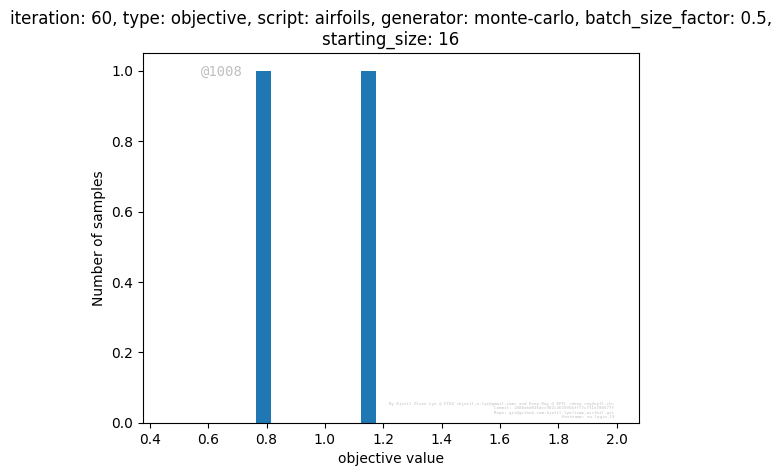 iteration: 60, type: objective, script: airfoils, generator: monte-carlo, batch_size_factor: 0.5,
starting_size: 16
@1008
1.0
0.8
0.6
0.4
0.2
0.0
Number of samples
0.4 0.6 0.8 1.0 1.2 1.4 1.6 1.8 2.0
objective value